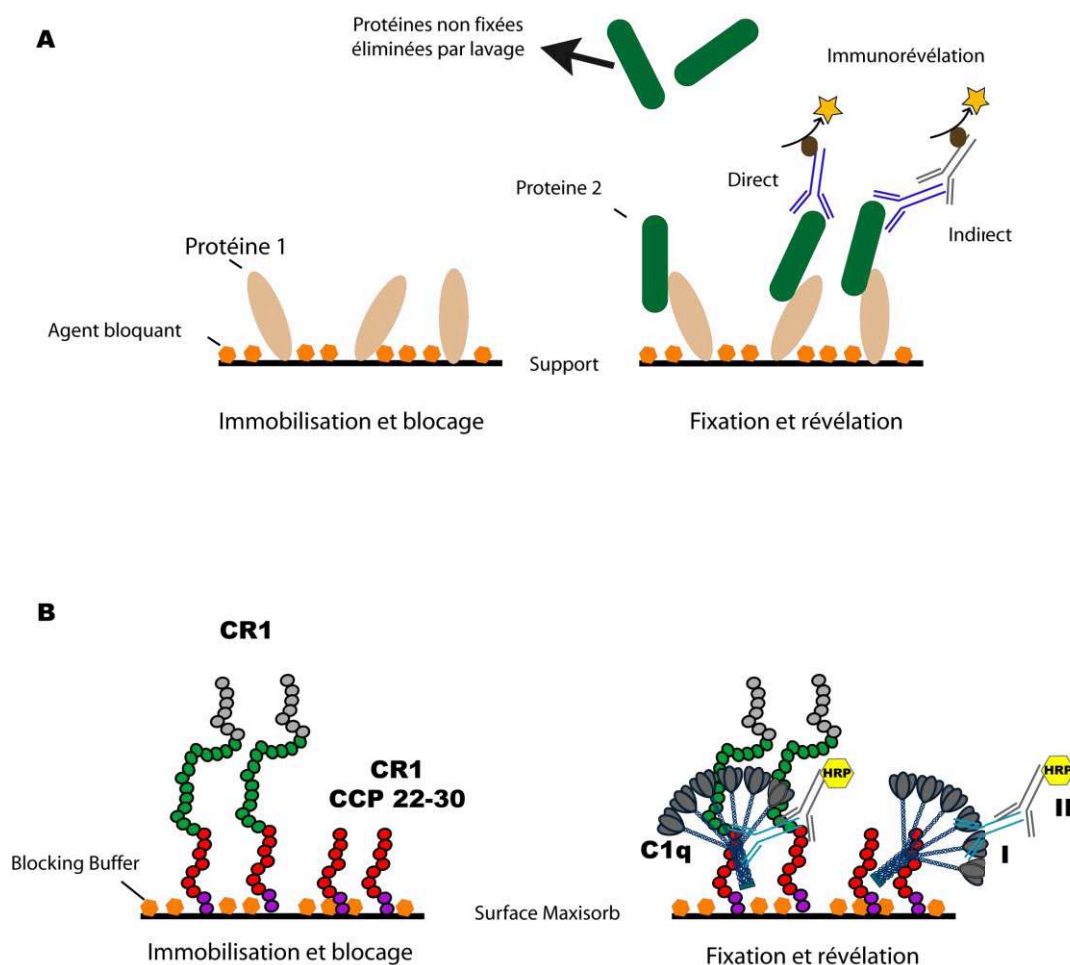 A
Protéines non fixées
éliminées par lavage
Immunorévélation
Direct
Proteine 2
Indirect
Protéine 1
Agent bloquant
Support
Immobilisation et blocage
Fixation et révélation
B
CR1
CR1
CCP 22-30
HRP
HRP
II
C1q
I
Blocking Buffer
Surface Maxisorb
Immobilisation et blocage
Fixation et révélation